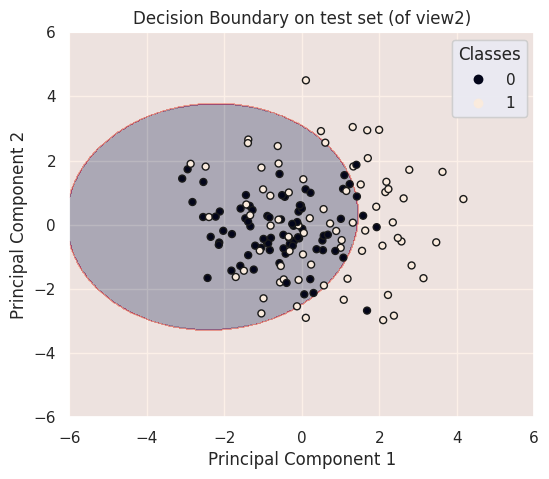 Decision Boundary on test set (of view2)
Classes
0
1
Principal Component 2
6
4
2
0
−2
−4
−6
−6 −4 −2 0 2 4 6
Principal Component 1